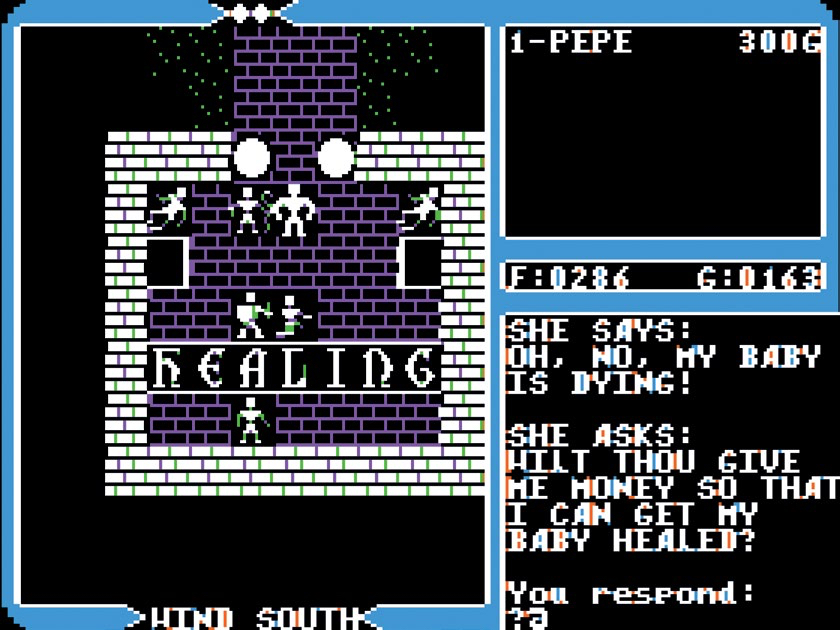 1-PEPE 300G
F:0286 G:0163
SHE SAYS:
OH, NO, MY BABY
IS DYING!
SHE ASKS:
WILT THOU GIVE
ME MONEY SO THAT
I CAN GET MY
BABY HEALED?
You respond:
?
HEALING
WIND SOUTH